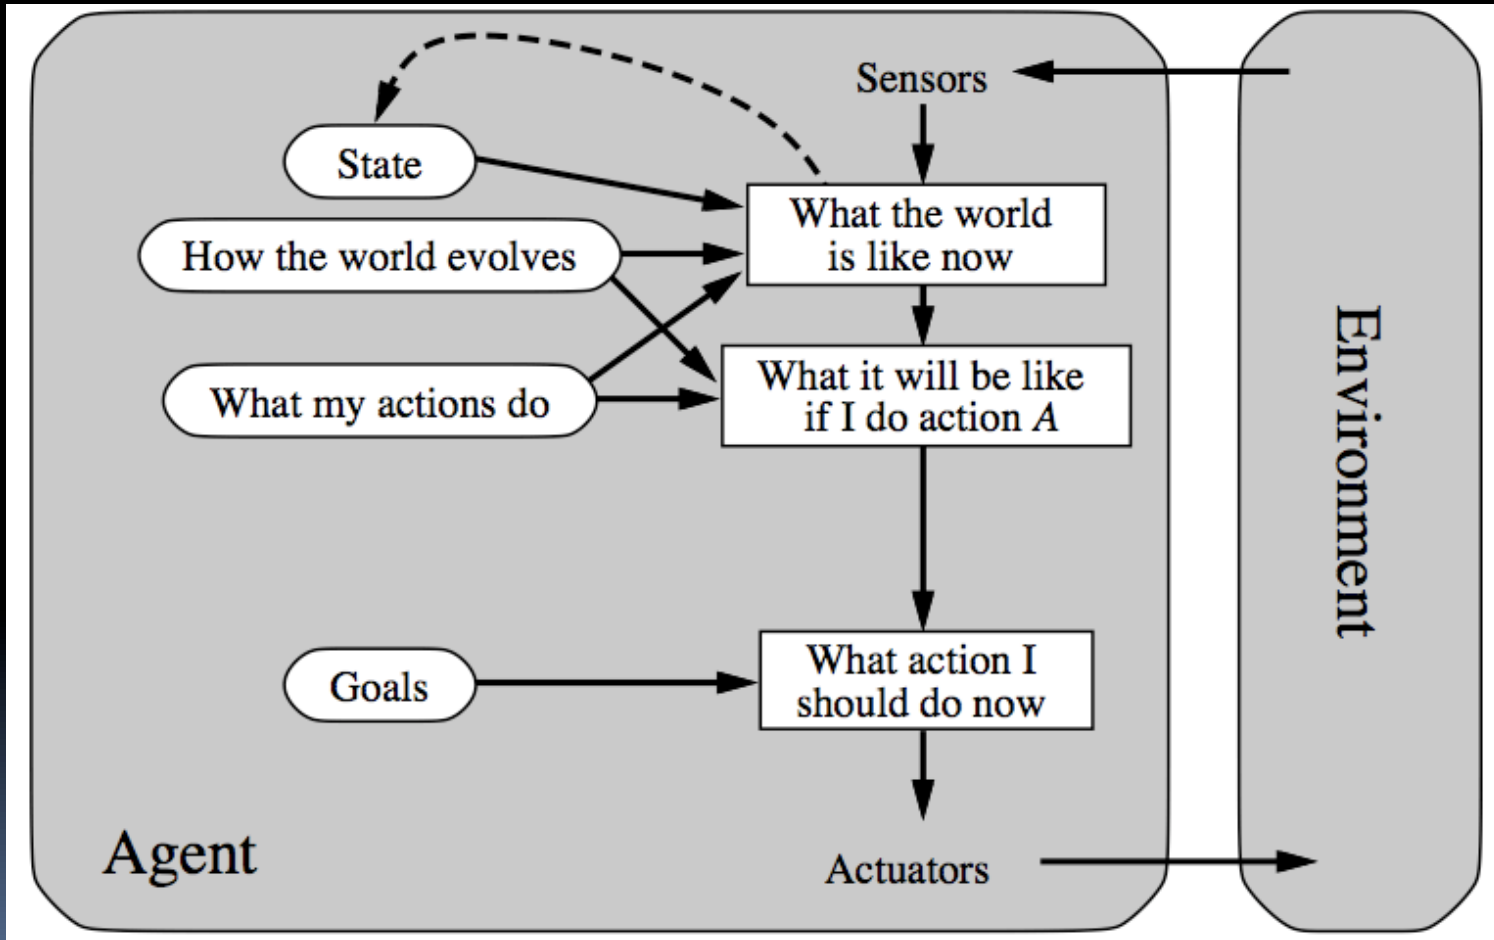 Sensors
State
What the world
is like now
How the world evolves
What it will be like
if I do action A
What my actions do
What action I
should do now
Goals
Agent
Actuators
Environment